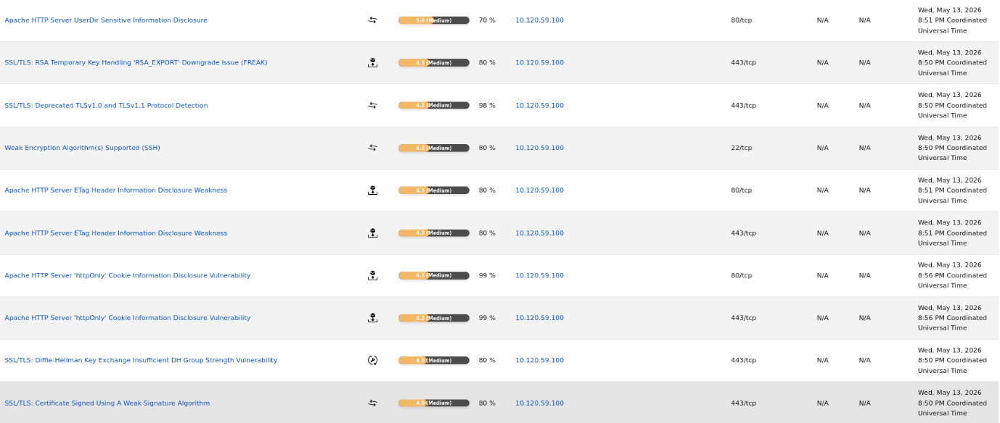 Wed, May 13, 2026
Apache HTTP Server UserDir Sensitive Information Disclosure 5.0 (Medium) 70 % 10.120.59.100 80/tcp N/A N/A 8:51 PM Coordinated
Universal Time
Wed, May 13, 2026
SSL/TLS: RSA Temporary Key Handling 'RSA_EXPORT' Downgrade Issue (FREAK) 4.3 (Medium) 80 % 10.120.59.100 443/tcp N/A N/A 8:50 PM Coordinated
Universal Time
Wed, May 13, 2026
SSL/TLS: Deprecated TLSv1.0 and TLSv1.1 Protocol Detection 4.3 (Medium) 98 % 10.120.59.100 443/tcp N/A N/A 8:50 PM Coordinated
Universal Time
Wed, May 13, 2026
Weak Encryption Algorithm(s) Supported (SSH) 4.3 (Medium) 80 % 10.120.59.100 22/tcp N/A N/A 8:50 PM Coordinated
Universal Time
Wed, May 13, 2026
Apache HTTP Server ETag Header Information Disclosure Weakness 4.3 (Medium) 80 % 10.120.59.100 80/tcp N/A N/A 8:51 PM Coordinated
Universal Time
Wed, May 13, 2026
Apache HTTP Server ETag Header Information Disclosure Weakness 4.3 (Medium) 80 % 10.120.59.100 443/tcp N/A N/A 8:51 PM Coordinated
Universal Time
Wed, May 13, 2026
Apache HTTP Server 'httpOnly' Cookie Information Disclosure Vulnerability 4.3 (Medium) 99 % 10.120.59.100 80/tcp N/A N/A 8:56 PM Coordinated
Universal Time
Wed, May 13, 2026
Apache HTTP Server 'httpOnly' Cookie Information Disclosure Vulnerability 4.3 (Medium) 99 % 10.120.59.100 443/tcp N/A N/A 8:56 PM Coordinated
Universal Time
Wed, May 13, 2026
SSL/TLS: Diffie-Hellman Key Exchange Insufficient DH Group Strength Vulnerability 4.0 (Medium) 80 % 10.120.59.100 443/tcp N/A N/A 8:50 PM Coordinated
Universal Time
Wed, May 13, 2026
SSL/TLS: Certificate Signed Using A Weak Signature Algorithm 4.0 (Medium) 80 % 10.120.59.100 443/tcp N/A N/A 8:50 PM Coordinated
Universal Time